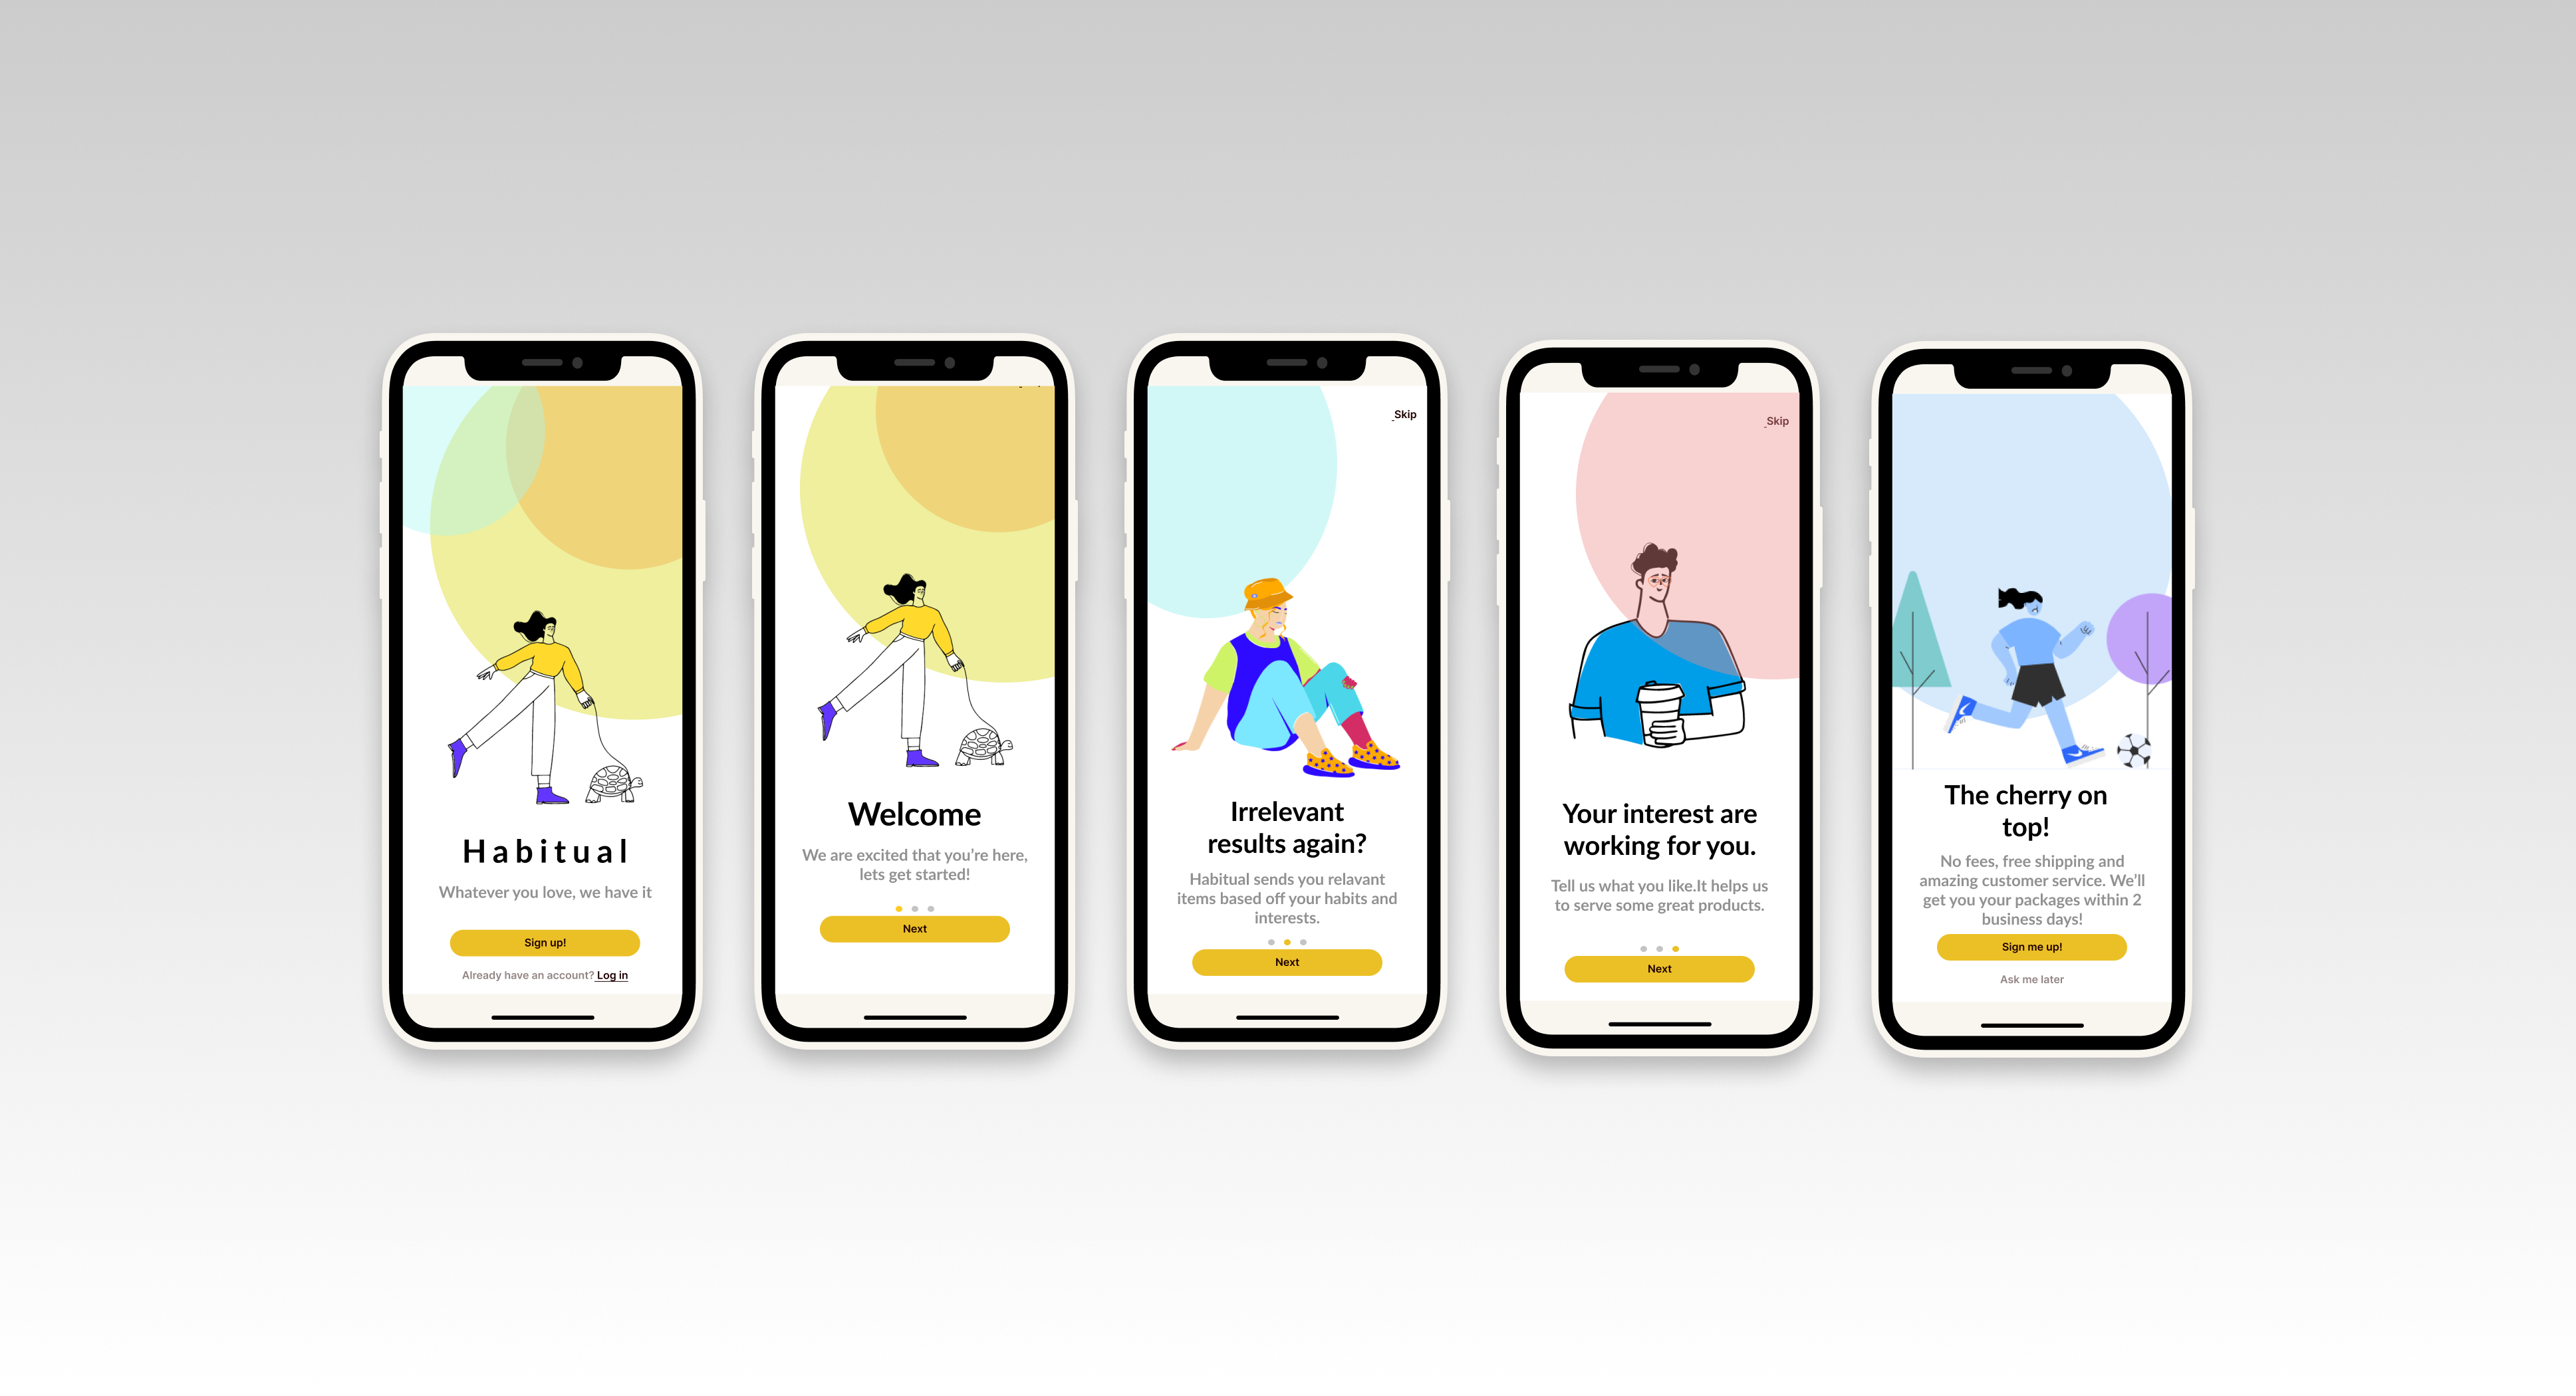 Habitual
Whatever you love, we have it
Sign up!
Already have an account? Log in
Welcome
We are excited that you're here,
lets get started!
Next
Skip
Irrelevant
results again?
Habitual sends you relavant
items based off your habits and
interests.
Next
Skip
Your interest are
working for you.
Tell us what you like.It helps us
to serve some great products.
Next
The cherry on
top!
No fees, free shipping and
amazing customer service. We'll
get you your packages within 2
business days!
Sign me up!
Ask me later